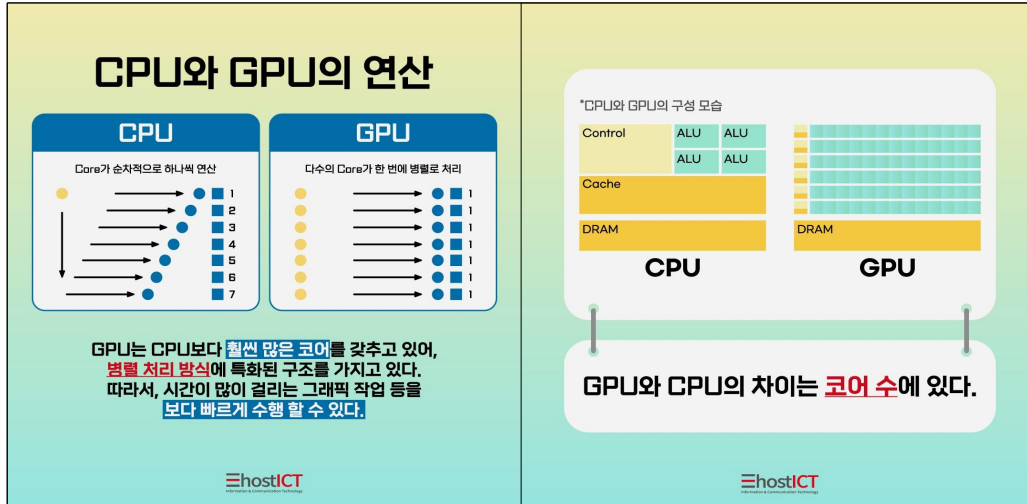 CPU와 GPU의 연산
CPU
Core가 순차적으로 하나씩 연산
1
2
3
4
5
6
7
GPU
다수의 Core가 한 번에 병렬로 처리
1
1
1
1
1
1
1
GPU는 CPU보다 훨씬 많은 코어를 갖추고 있어,
병렬 처리 방식에 특화된 구조를 가지고 있다.
따라서, 시간이 많이 걸리는 그래픽 작업 등을
보다 빠르게 수행 할 수 있다.
EhostICT
Information & Communication Technology
*CPU와 GPU의 구성 모습
Control
ALU ALU
ALU ALU
Cache
DRAM
CPU
DRAM
GPU
GPU와 CPU의 차이는 코어 수에 있다.
EhostICT
Information & Communication Technology